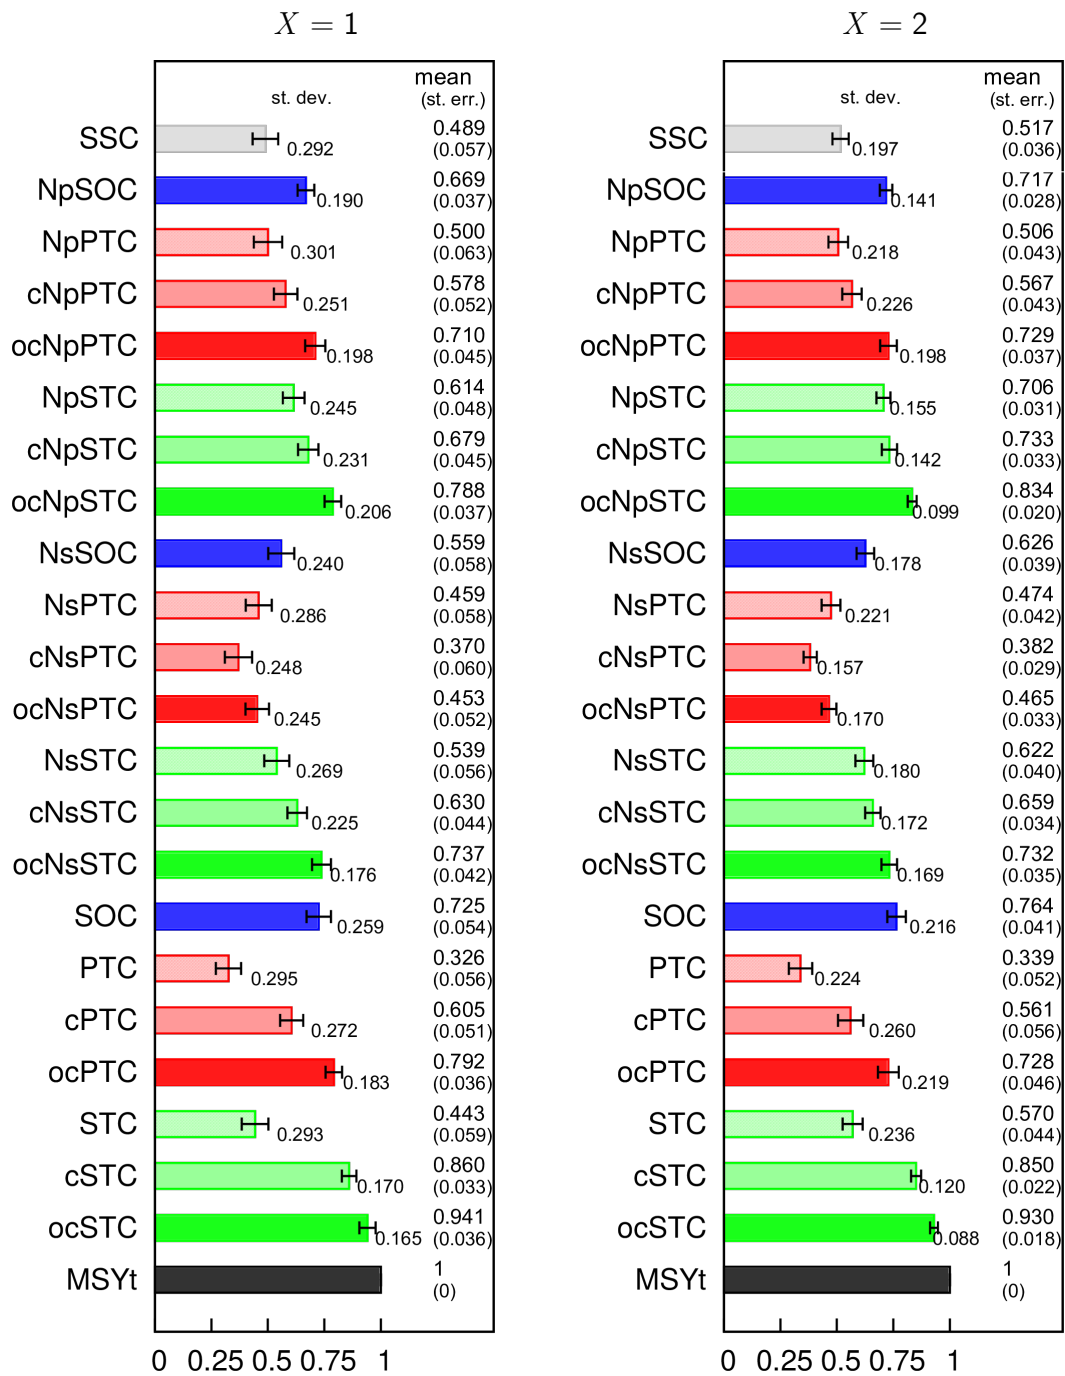 X = 1
mean
st. dev. (st. err.)
SSC 0.292 0.489 (0.057)
NpSOC 0.190 0.669 (0.037)
NpPTC 0.301 0.500 (0.063)
cNpPTC 0.251 0.578 (0.052)
ocNpPTC 0.198 0.710 (0.045)
NpSTC 0.245 0.614 (0.048)
cNpSTC 0.231 0.679 (0.045)
ocNpSTC 0.206 0.788 (0.037)
NsSOC 0.240 0.559 (0.058)
NsPTC 0.286 0.459 (0.058)
cNsPTC 0.248 0.370 (0.060)
ocNsPTC 0.245 0.453 (0.052)
NsSTC 0.269 0.539 (0.056)
cNsSTC 0.225 0.630 (0.044)
ocNsSTC 0.176 0.737 (0.042)
SOC 0.259 0.725 (0.054)
PTC 0.295 0.326 (0.056)
cPTC 0.272 0.605 (0.051)
ocPTC 0.183 0.792 (0.036)
STC 0.293 0.443 (0.059)
cSTC 0.170 0.860 (0.033)
ocSTC 0.165 0.941 (0.036)
MSYt 1 (0)
0 0.25 0.5 0.75 1
X = 2
mean
st. dev. (st. err.)
SSC 0.197 0.517 (0.036)
NpSOC 0.141 0.717 (0.028)
NpPTC 0.218 0.506 (0.043)
cNpPTC 0.226 0.567 (0.043)
ocNpPTC 0.198 0.729 (0.037)
NpSTC 0.155 0.706 (0.031)
cNpSTC 0.142 0.733 (0.033)
ocNpSTC 0.099 0.834 (0.020)
NsSOC 0.178 0.626 (0.039)
NsPTC 0.221 0.474 (0.042)
cNsPTC 0.157 0.382 (0.029)
ocNsPTC 0.170 0.465 (0.033)
NsSTC 0.180 0.622 (0.040)
cNsSTC 0.172 0.659 (0.034)
ocNsSTC 0.169 0.732 (0.035)
SOC 0.216 0.764 (0.041)
PTC 0.224 0.339 (0.052)
cPTC 0.260 0.561 (0.056)
ocPTC 0.219 0.728 (0.046)
STC 0.236 0.570 (0.044)
cSTC 0.120 0.850 (0.022)
ocSTC 0.088 0.930 (0.018)
MSYt 1 (0)
0 0.25 0.5 0.75 1